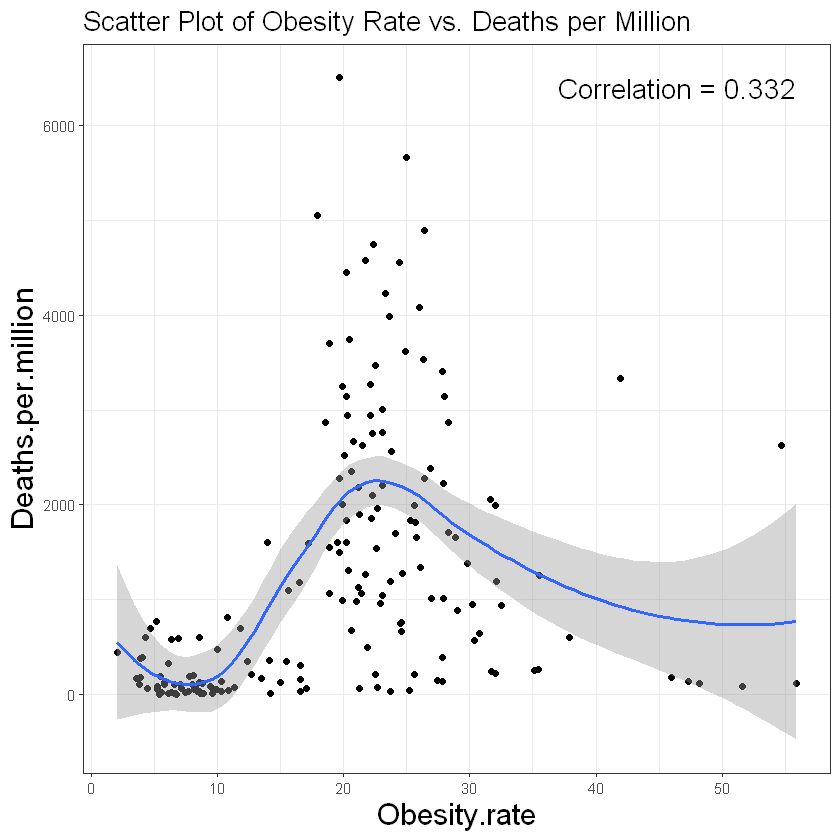 Scatter Plot of Obesity Rate vs. Deaths per Million
Correlation = 0.332
6000
4000
2000
0
Deaths.per.million
0 10 20 30 40 50
Obesity.rate